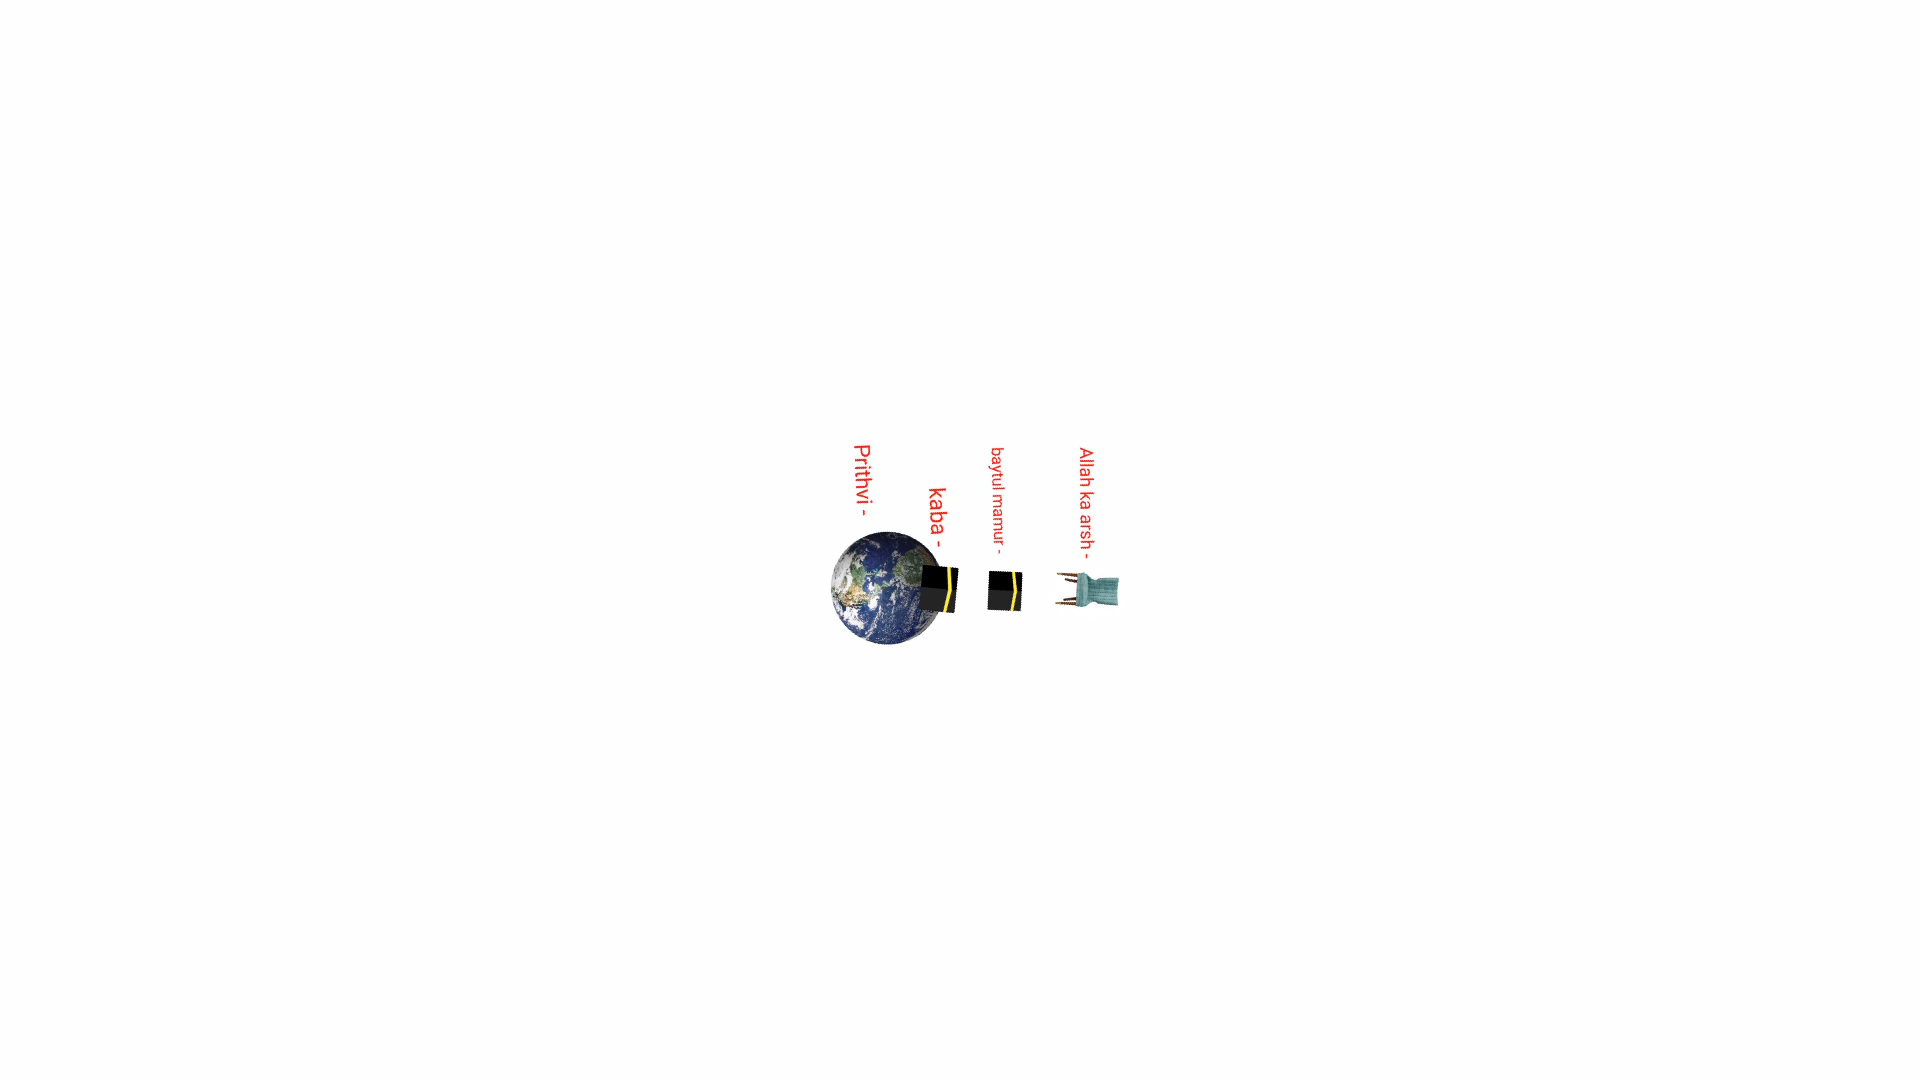 Allah ka arsh -
baytul mamur -
kaba -
Prithvi -